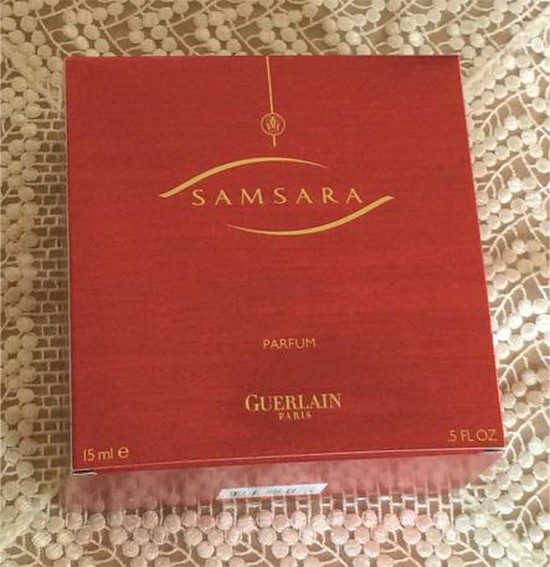 SAMSARA
PARFUM
GUERLAIN
PARIS
15 ml e
.5 FL OZ